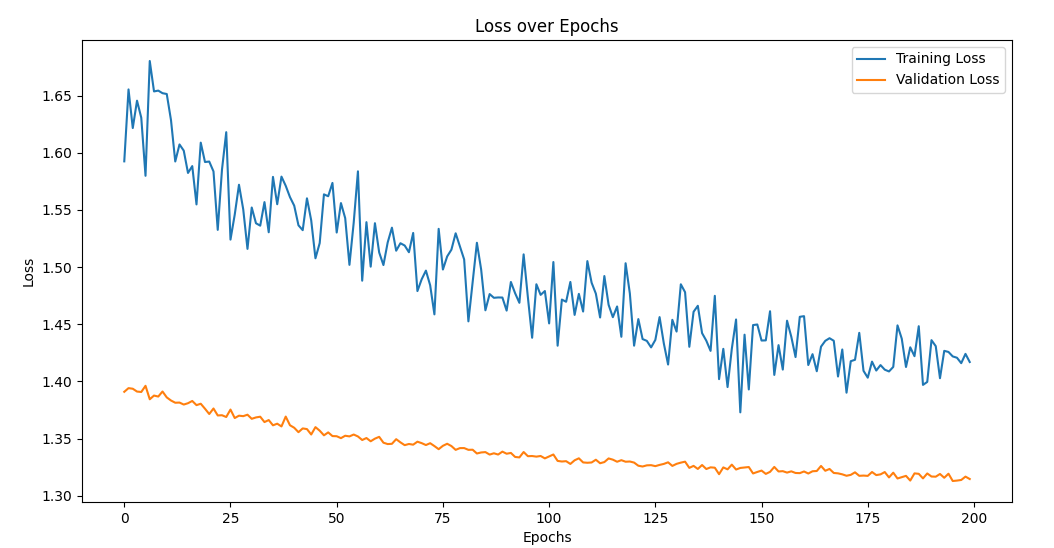 Loss over Epochs
Training Loss
Validation Loss
1.65
1.60
1.55
1.50
1.45
1.40
1.35
1.30
Loss
0 25 50 75 100 125 150 175 200
Epochs